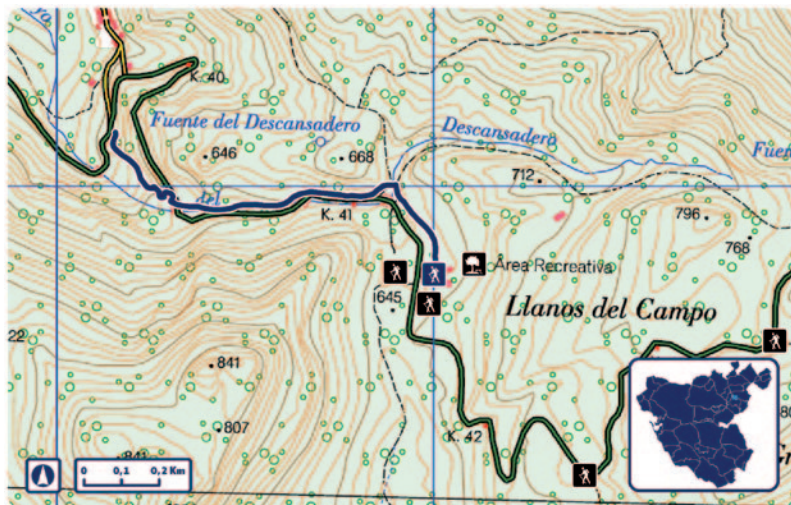 K. 40
Fuente del Descansadero
Descansadero
646
668
712
796
768
K. 41
Área Recreativa
645
Llanos del Campo
22
841
807
K. 42
841
0 0,1 0,2 Km